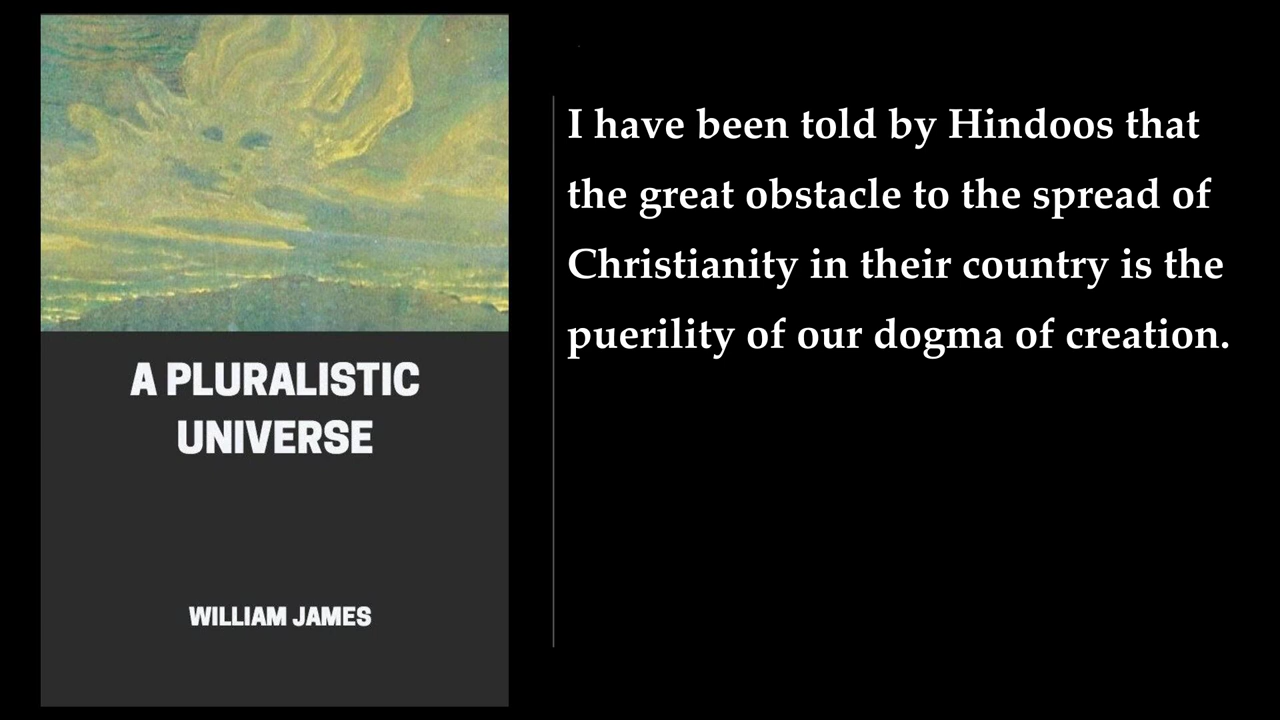 A PLURALISTIC
UNIVERSE
WILLIAM JAMES
I have been told by Hindoos that
the great obstacle to the spread of
Christianity in their country is the
puerility of our dogma of creation.